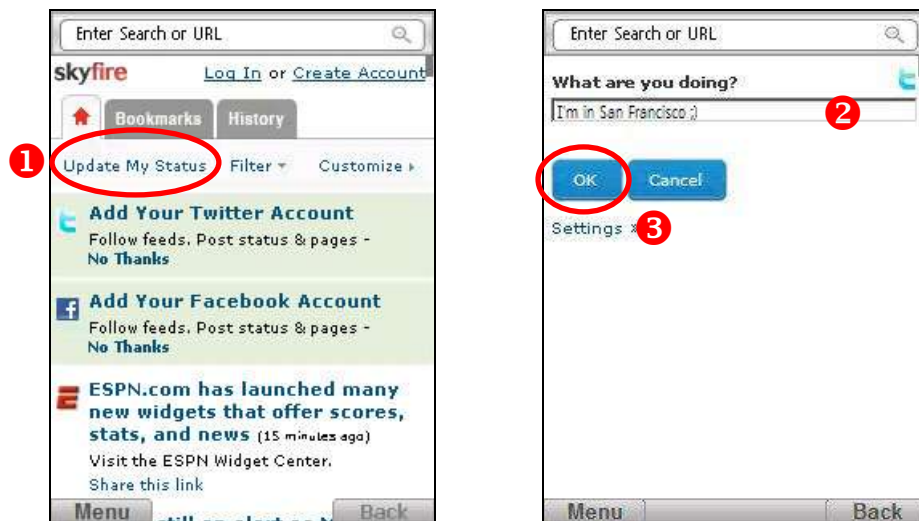 Enter Search or URL
skyfire Log In or Create Account
Bookmarks History
1
Update My Status Filter Customize
Add Your Twitter Account
Follow feeds. Post status & pages -
No Thanks
Add Your Facebook Account
Follow feeds. Post status & pages -
No Thanks
ESPN.com has launched many
new widgets that offer scores,
stats, and news (15 minutes ago)
Visit the ESPN Widget Center.
Share this link
Menu Back
Enter Search or URL
What are you doing?
I'm in San Francisco ;)
2
OK Cancel
Settings »
3
Menu Back